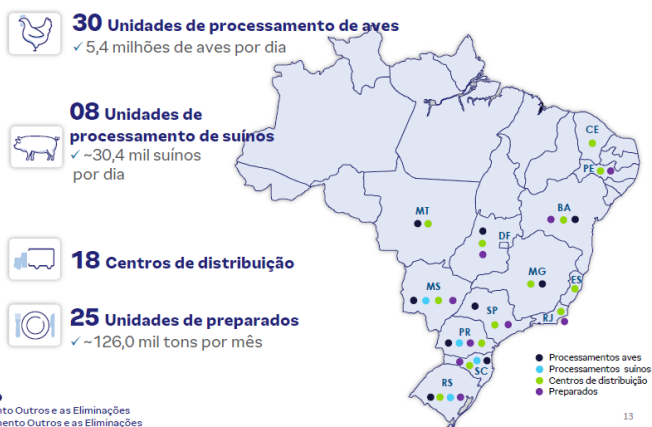 30 Unidades de processamento de aves
✓ 5,4 milhões de aves por dia
08 Unidades de
processamento de suínos
✓ ~30,4 mil suínos
por dia
18 Centros de distribuição
25 Unidades de preparados
✓ ~126,0 mil tons por mês
CE
PE
BA
MT
DF
MG
ES
MS
SP
RJ
PR
SC
RS
Processamentos aves
Processamentos suínos
Centros de distribuição
Preparados
Outros e as Eliminações
Outros e as Eliminações
13